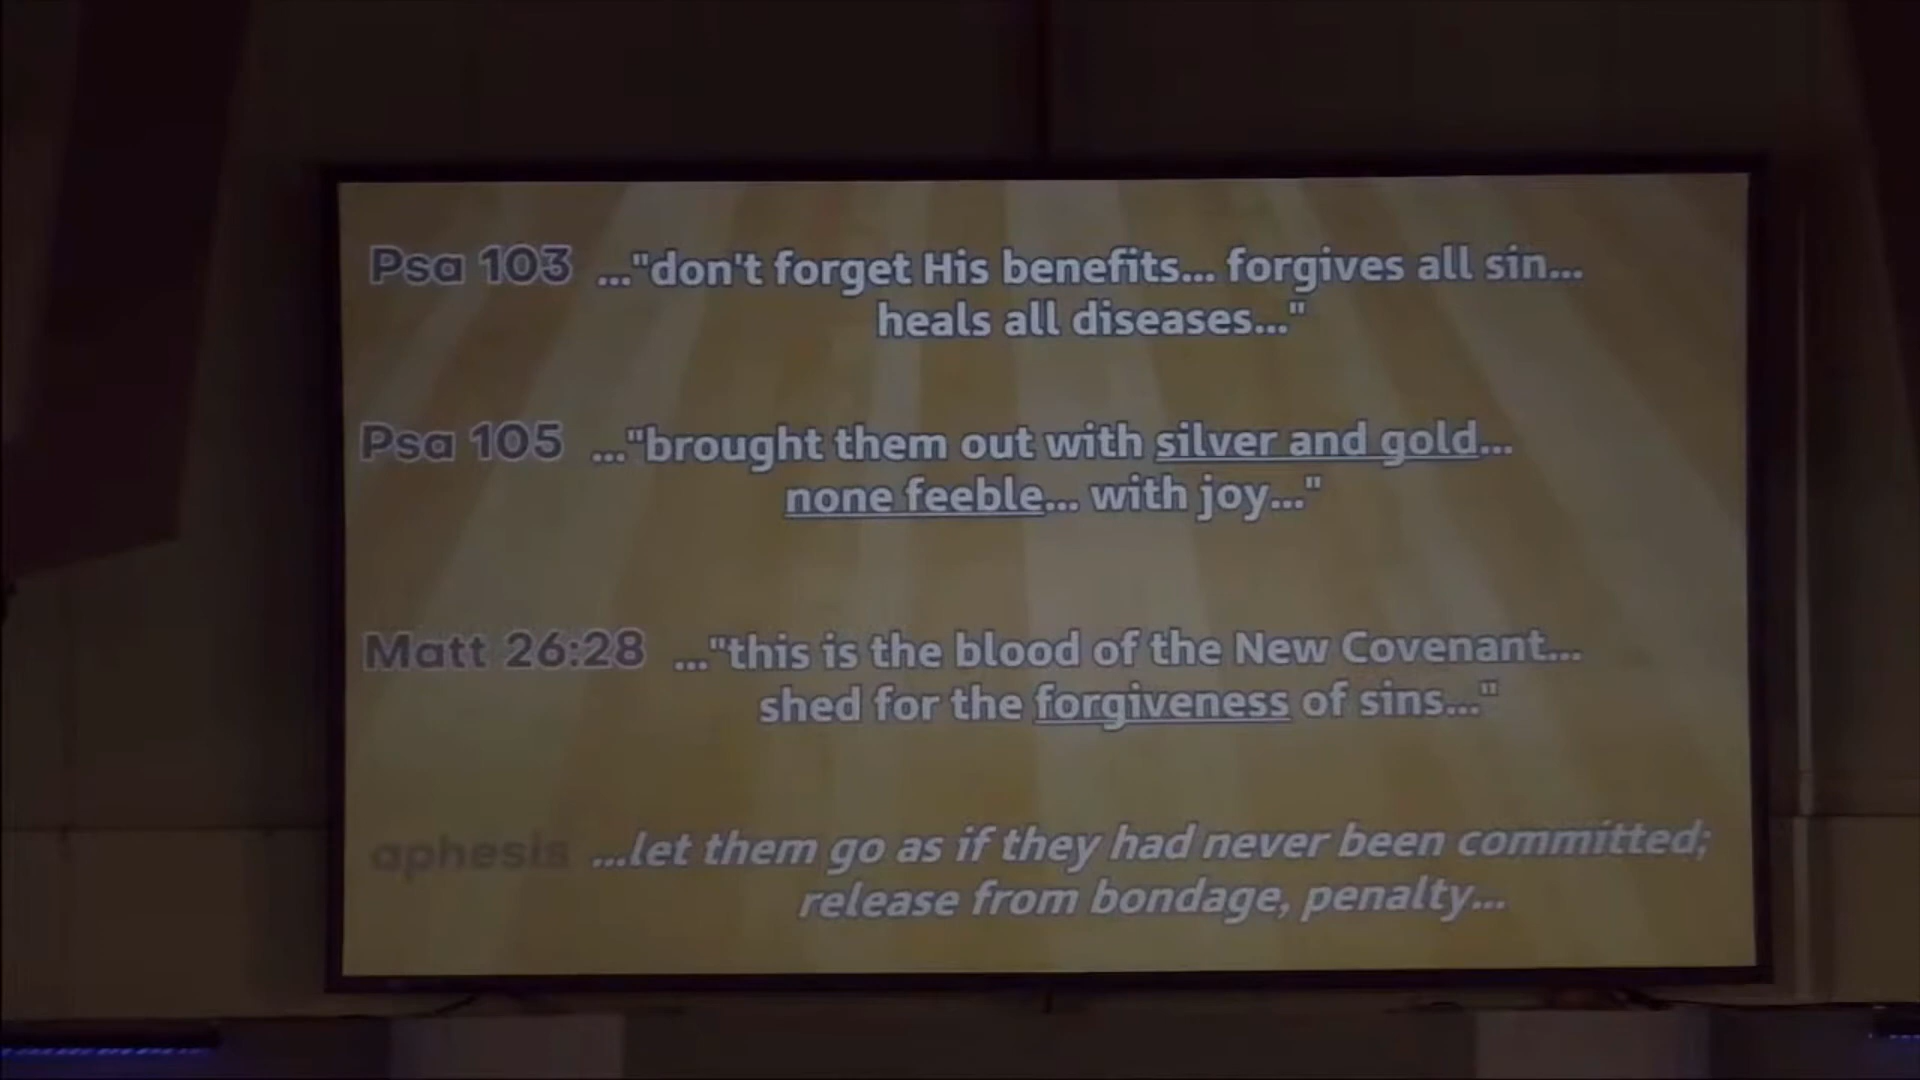 Psa 103 ..."don't forget His benefits... forgives all sin...
heals all diseases..."
Psa 105 ..."brought them out with silver and gold...
none feeble... with joy..."
Matt 26:28 ..."this is the blood of the New Covenant...
shed for the forgiveness of sins..."
aphesis ...let them go as if they had never been committed;
release from bondage, penalty...